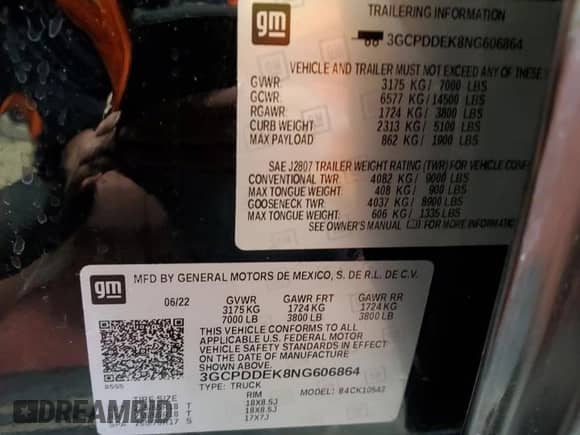 gm
TRAILERING INFORMATION
3GCPDDEK8NG606864
VEHICLE AND TRAILER MUST NOT EXCEED ANY OF THESE
GVWR: 3175 KG / 7000 LBS
GCWR: 6577 KG / 14500 LBS
RGAWR: 1724 KG / 3800 LBS
CURB WEIGHT: 2313 KG / 5100 LBS
MAX PAYLOAD: 862 KG / 1900 LBS
SAE J2807 TRAILER WEIGHT RATING (TWR) FOR VEHICLE
CONVENTIONAL TWR: 4082 KG / 9000 LBS
MAX TONGUE WEIGHT: 408 KG / 900 LBS
GOOSENECK TWR: 4037 KG / 8900 LBS
MAX TONGUE WEIGHT: 606 KG / 1335 LBS
SEE OWNER'S MANUAL FOR MORE INFORMATION
gm
MFD BY GENERAL MOTORS DE MEXICO, S. DE R.L. DE C.V.
06/22 GVWR GAWR FRT GAWR RR
3175 KG 1724 KG 1724 KG
7000 LB 3800 LB 3800 LB
THIS VEHICLE CONFORMS TO ALL
APPLICABLE U.S. FEDERAL MOTOR
VEHICLE SAFETY STANDARDS IN
EFFECT ON THE DATE OF
MANUFACTURE SHOWN ABOVE.
3GCPDDEK8NG606864
TYPE: TRUCK MODEL:
TIRE SIZE RIM
T 18X8.5J
T 18X8.5J
S 17X7J
DREAMBID